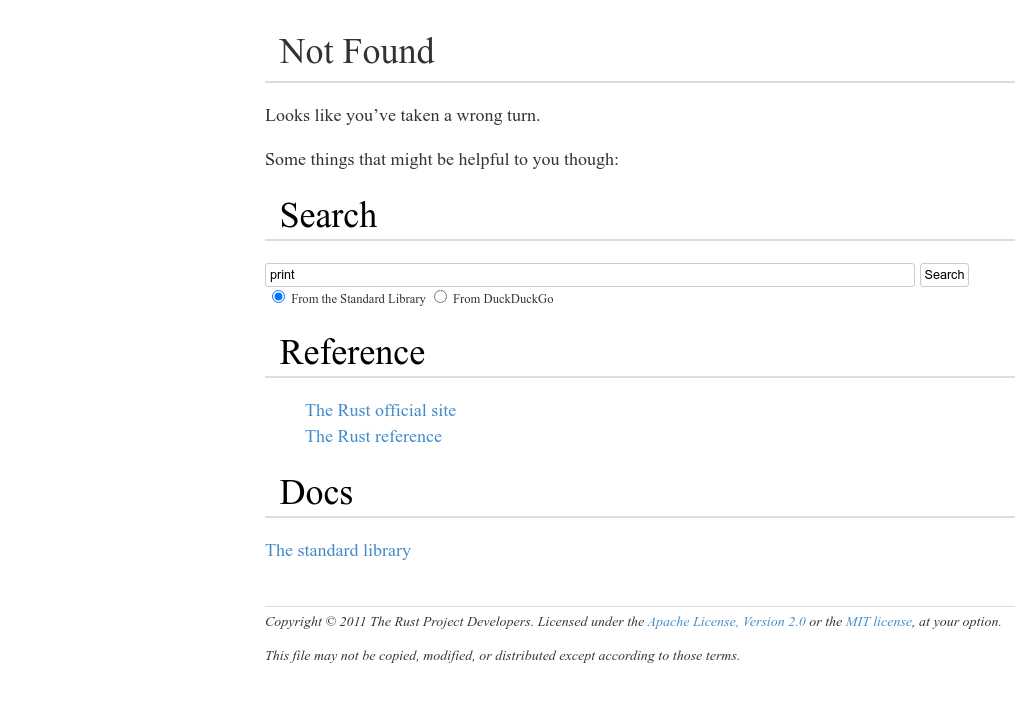 Not Found
Looks like you’ve taken a wrong turn.
Some things that might be helpful to you though:
Search
print Search
From the Standard Library From DuckDuckGo
Reference
The Rust official site
The Rust reference
Docs
The standard library
Copyright © 2011 The Rust Project Developers. Licensed under the Apache License, Version 2.0 or the MIT license, at your option.
This file may not be copied, modified, or distributed except according to those terms.